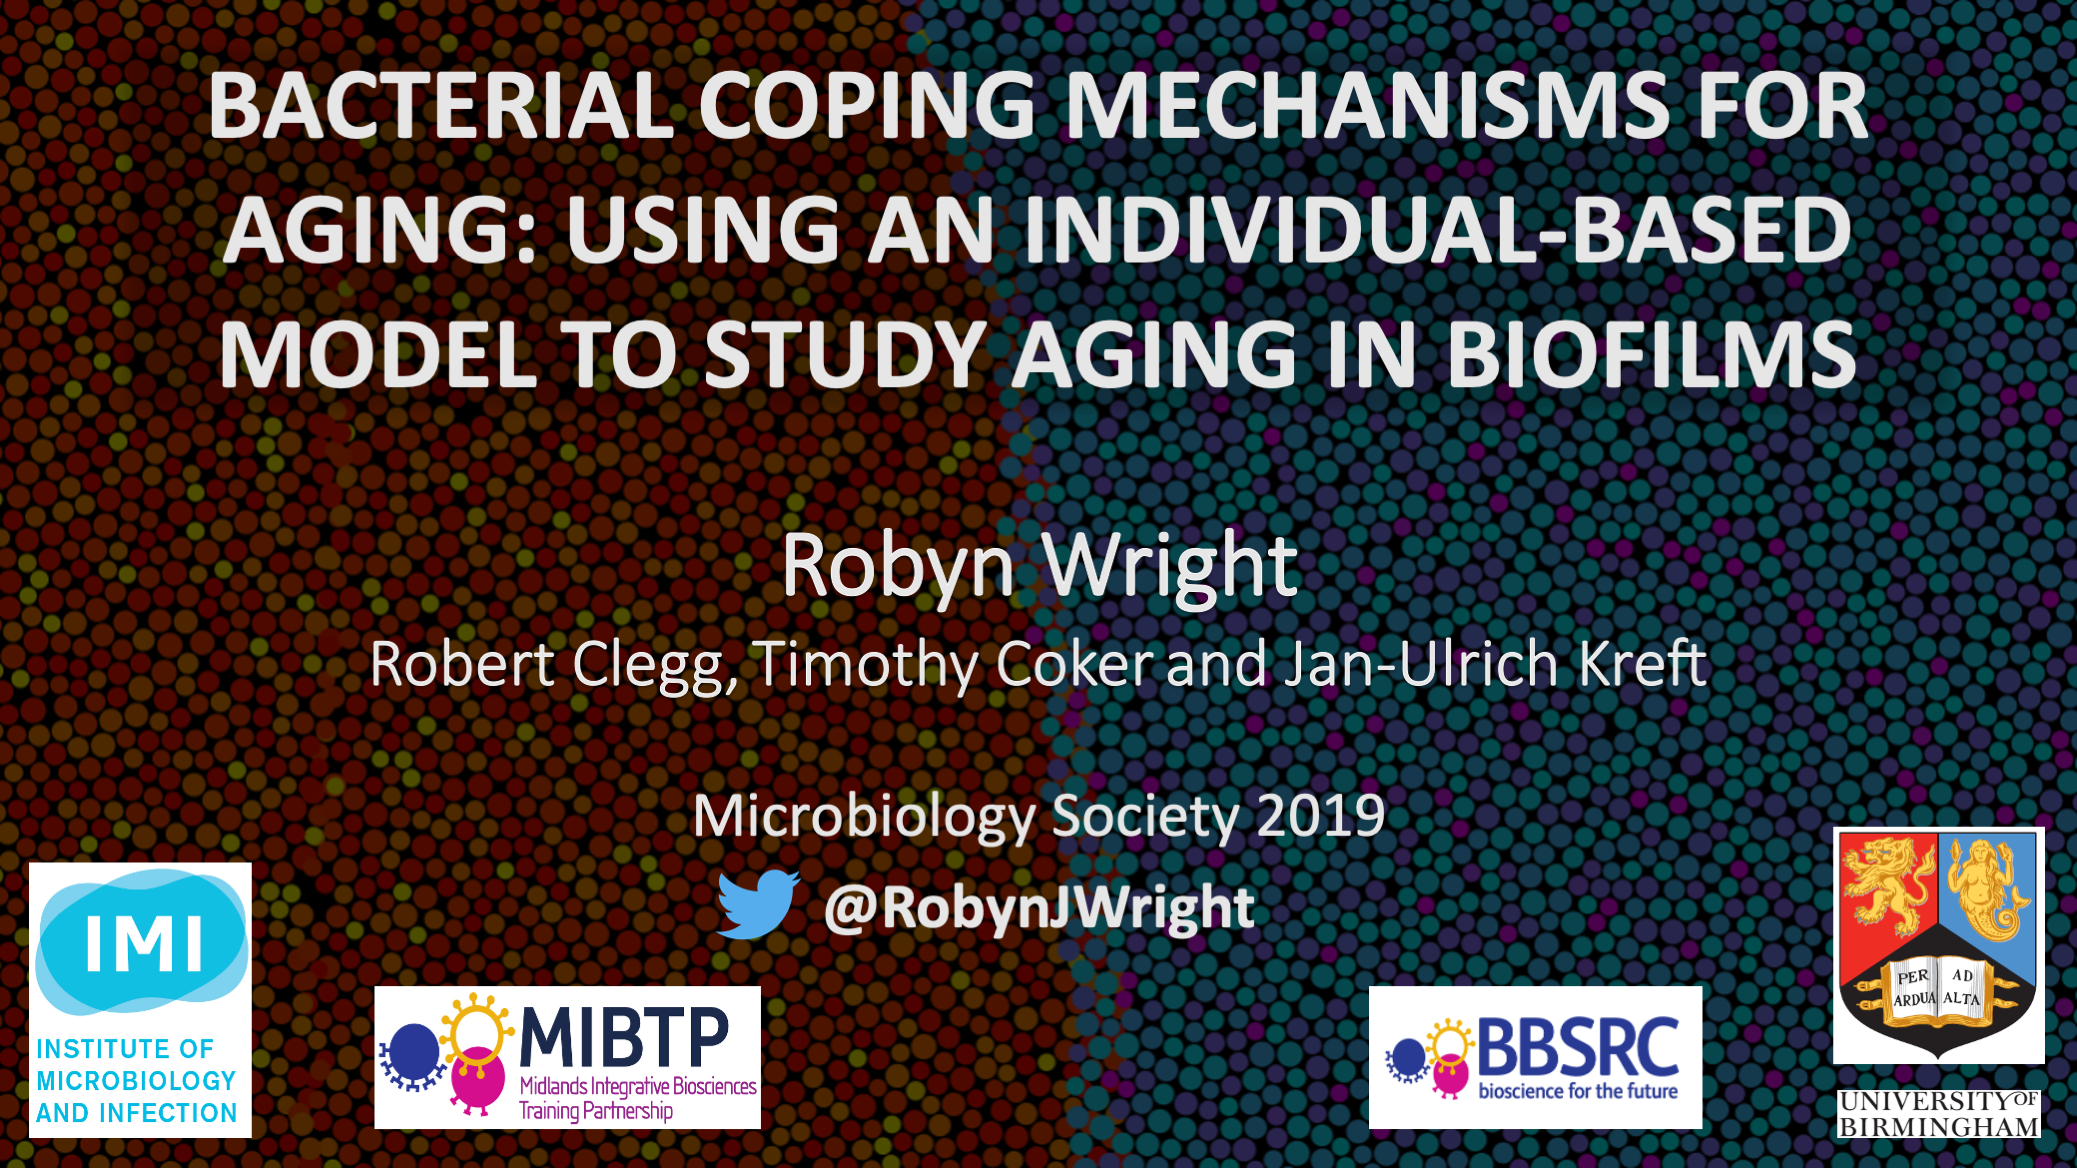 BACTERIAL COPING MECHANISMS FOR
AGING: USING AN INDIVIDUAL-BASED
MODEL TO STUDY AGING IN BIOFILMS
Robyn Wright
Robert Clegg, Timothy Coker and Jan-Ulrich Kreft
Microbiology Society 2019
@RobynJWright
IMI
INSTITUTE OF
MICROBIOLOGY
AND INFECTION
MIBTP
Midlands Integrative Biosciences
Training Partnership
BBSRC
bioscience for the future
PER AD
ARDUA ALTA
UNIVERSITY OF
BIRMINGHAM